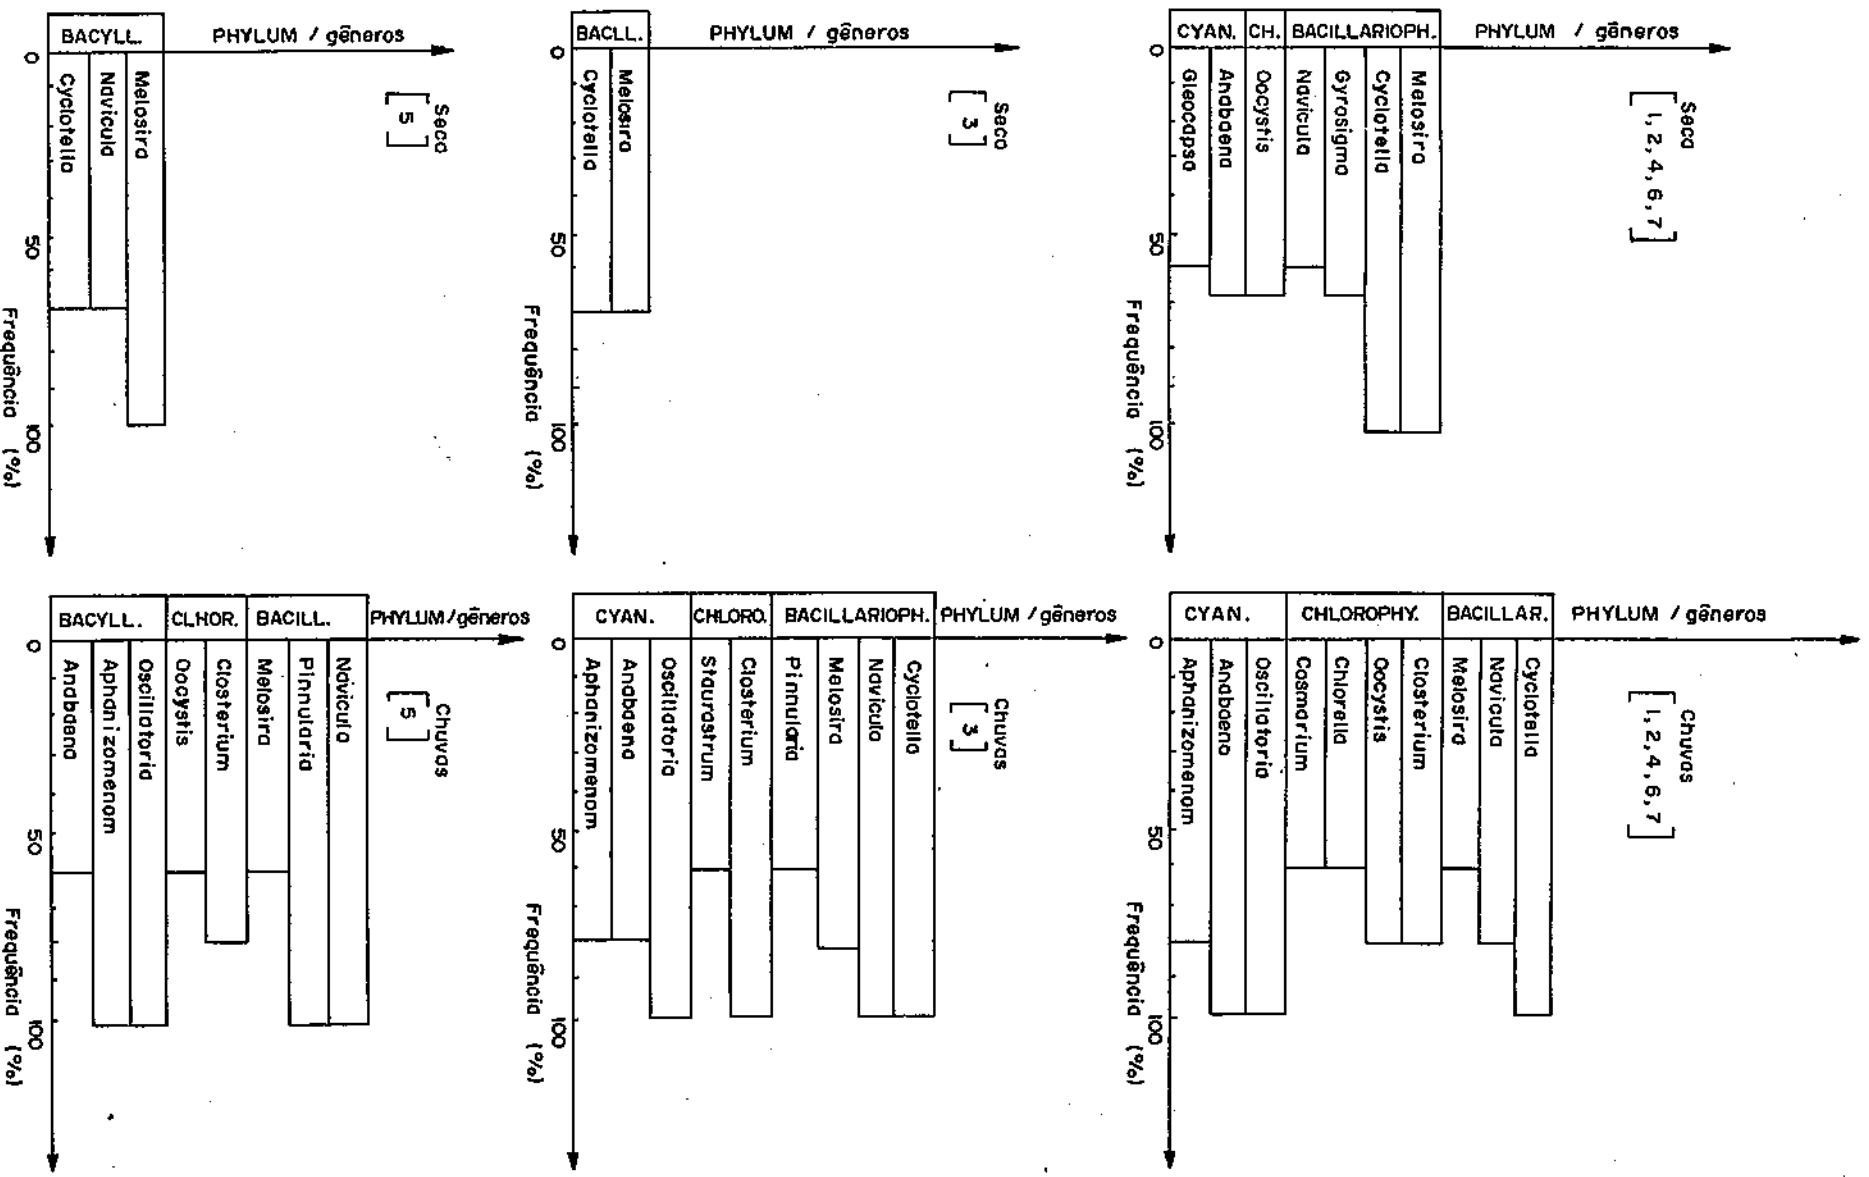 BACYLL.
PHYLUM / gêneros
0
Cyclotella
Navicula
Melosira
Seca
[5]
50
100
Frequência (%)
BACLL.
PHYLUM / gêneros
0
Cyclotella
Melosira
Seca
[3]
50
100
Frequência (%)
CYAN.
CH.
BACILLARIOPH.
PHYLUM / gêneros
0
Gleocapsa
Anabaena
Oocystis
Navicula
Gyrosigma
Cyclotella
Melosira
Seca
[1,2,4,6,7]
50
100
Frequência (%)
BACYLL.
CLHOR.
BACILL.
PHYLUM/gêneros
0
Anabaena
Aphanizomenom
Oscillatoria
Oocystis
Closterium
Melosira
Pinnularia
Navicula
Chuvas
[5]
50
100
Frequência (%)
CYAN.
CHLORO.
BACILLARIOPH.
PHYLUM / gêneros
0
Aphanizomenom
Anabaena
Oscillatoria
Staurastrum
Closterium
Pinnularia
Melosira
Navicula
Cyclotella
Chuvas
[3]
50
100
Frequência (%)
CYAN.
CHLOROPHY.
BACILLAR.
PHYLUM / gêneros
0
Aphanizomenom
Anabaena
Oscillatoria
Cosmarium
Chlorella
Oocystis
Closterium
Melosira
Navicula
Cyclotella
Chuvas
[1,2,4,6,7]
50
100
Frequência (%)